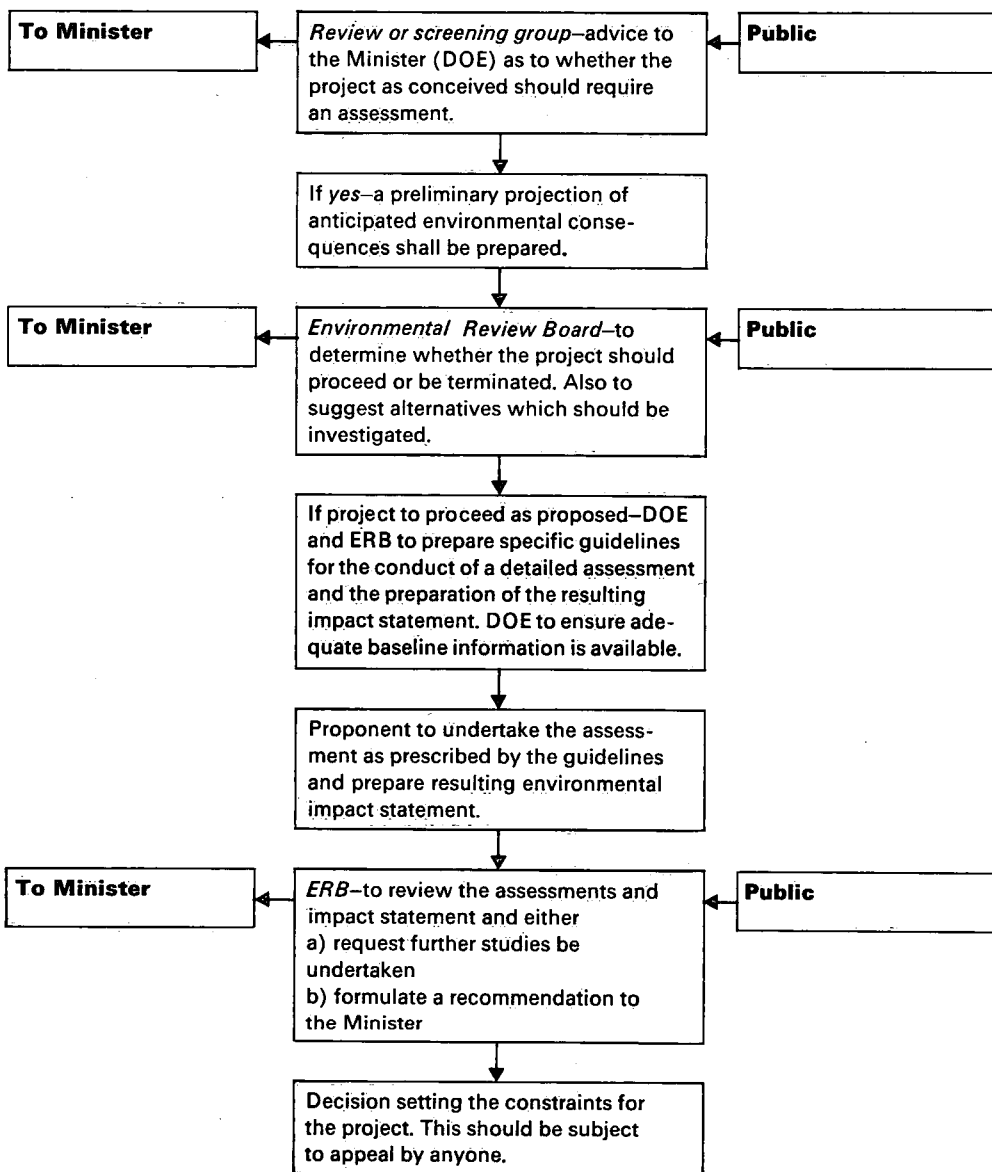 To Minister
Review or screening group–advice to
the Minister (DOE) as to whether the
project as conceived should require
an assessment.
Public
If yes–a preliminary projection of
anticipated environmental conse-
quences shall be prepared.
To Minister
Environmental Review Board–to
determine whether the project should
proceed or be terminated. Also to
suggest alternatives which should be
investigated.
Public
If project to proceed as proposed–DOE
and ERB to prepare specific guidelines
for the conduct of a detailed assessment
and the preparation of the resulting
impact statement. DOE to ensure ade-
quate baseline information is available.
Proponent to undertake the assess-
ment as prescribed by the guidelines
and prepare resulting environmental
impact statement.
To Minister
ERB–to review the assessments and
impact statement and either
a) request further studies be
undertaken
b) formulate a recommendation to
the Minister
Public
Decision setting the constraints for
the project. This should be subject
to appeal by anyone.